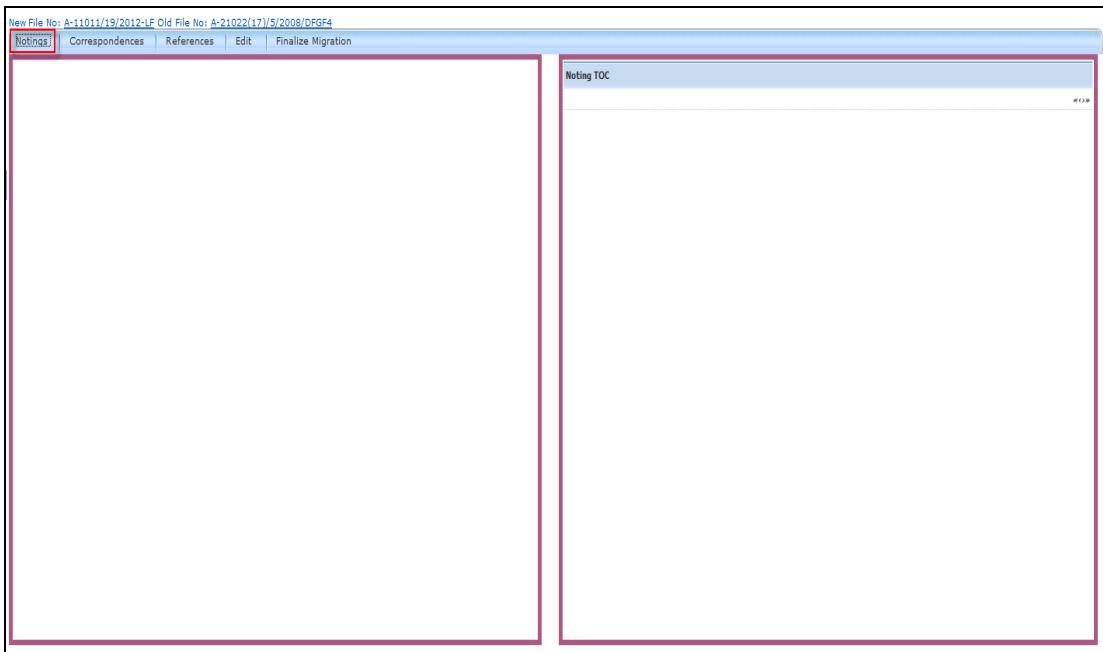 New File No: A-11011/19/2012-LF Old File No: A-21022(17)/5/2008/DFGF4
Notings Correspondences References Edit Finalize Migration
Noting TOC
«‹›»